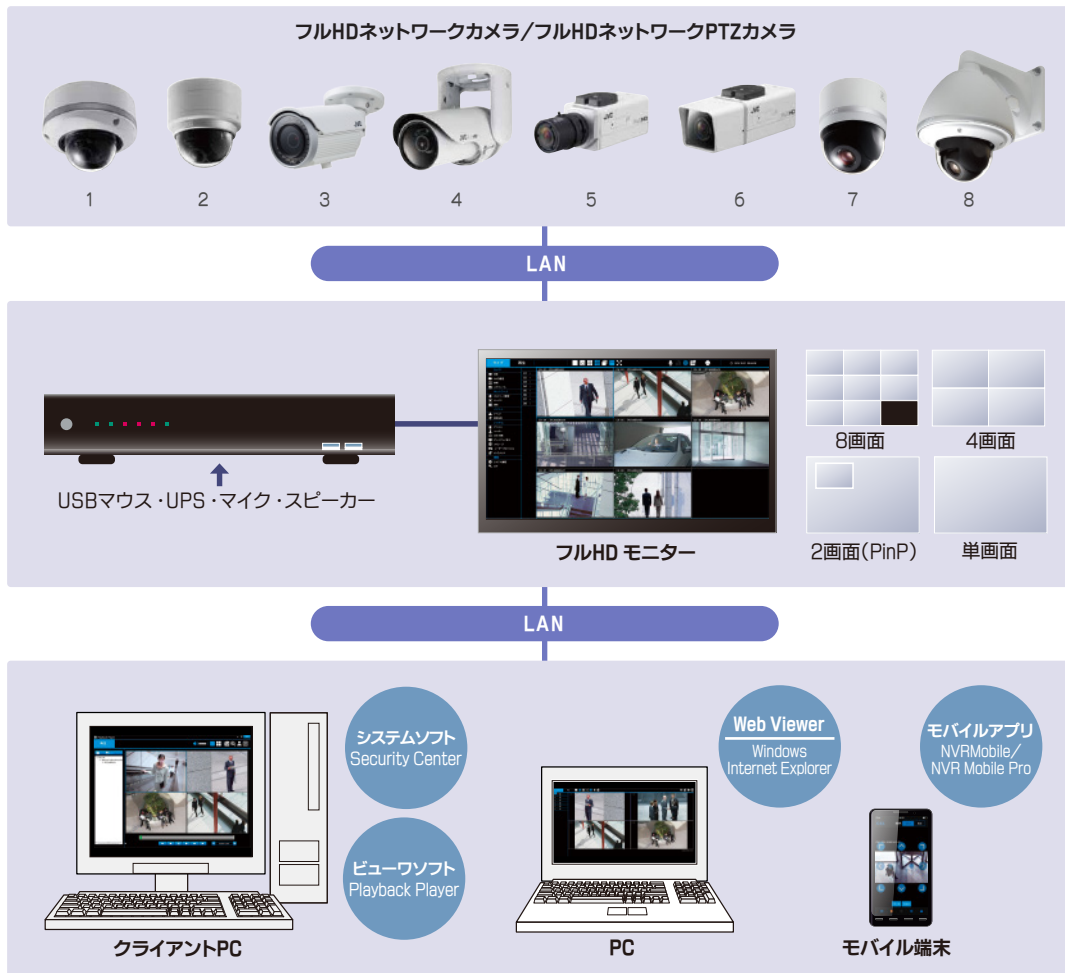 フルHDネットワークカメラ/フルHDネットワークPTZカメラ
JVC
JVC
JVC
1
2
3
4
5
6
7
8
LAN
8画面
4画面
USBマウス・UPS・マイク・スピーカー
フルHD モニター
2画面(PinP)
単画面
LAN
システムソフト
Security Center
Web Viewer
Windows
Internet Explorer
モバイルアプリ
NVRMobile/
NVR Mobile Pro
ビューワソフト
Playback Player
クライアントPC
PC
モバイル端末